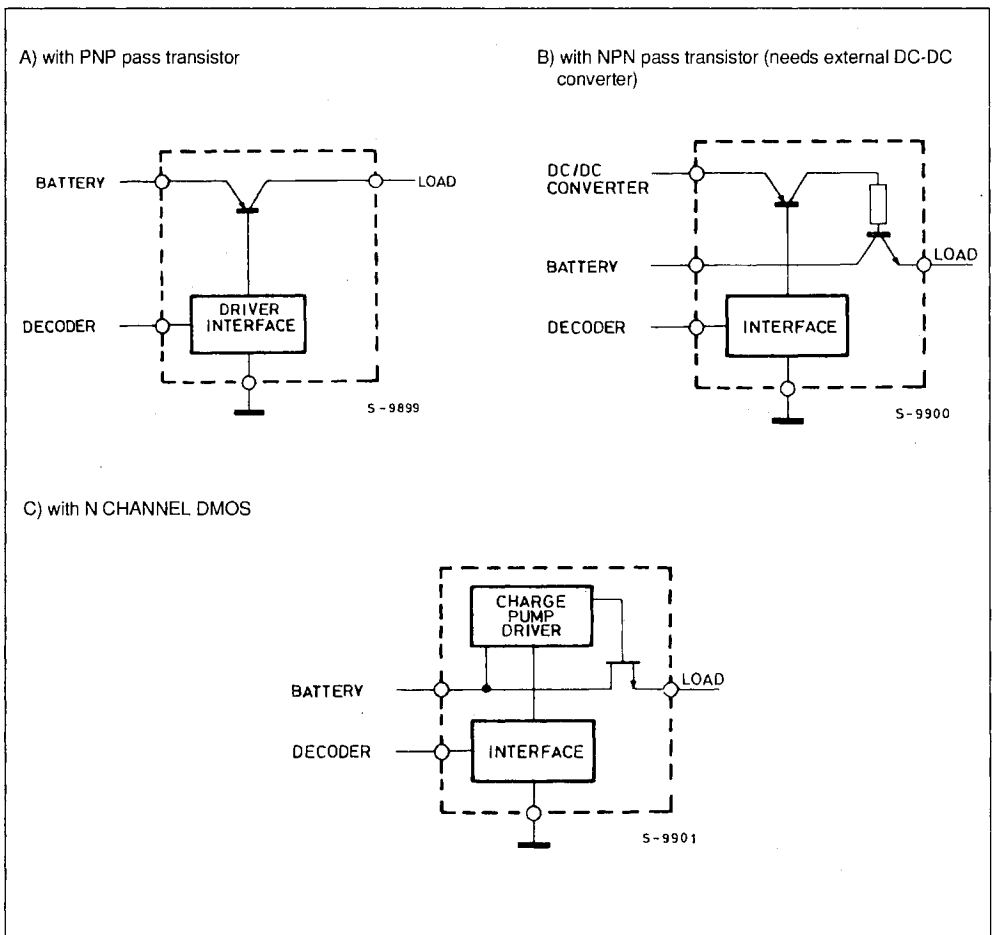 A) with PNP pass transistor
B) with NPN pass transistor (needs external DC-DC
converter)
BATTERY
LOAD
DRIVER
INTERFACE
DECODER
S-9899
DC/DC
CONVERTER
BATTERY
LOAD
DECODER
INTERFACE
S-9900
C) with N CHANNEL DMOS
CHARGE
PUMP
DRIVER
BATTERY
LOAD
DECODER
INTERFACE
S-9901